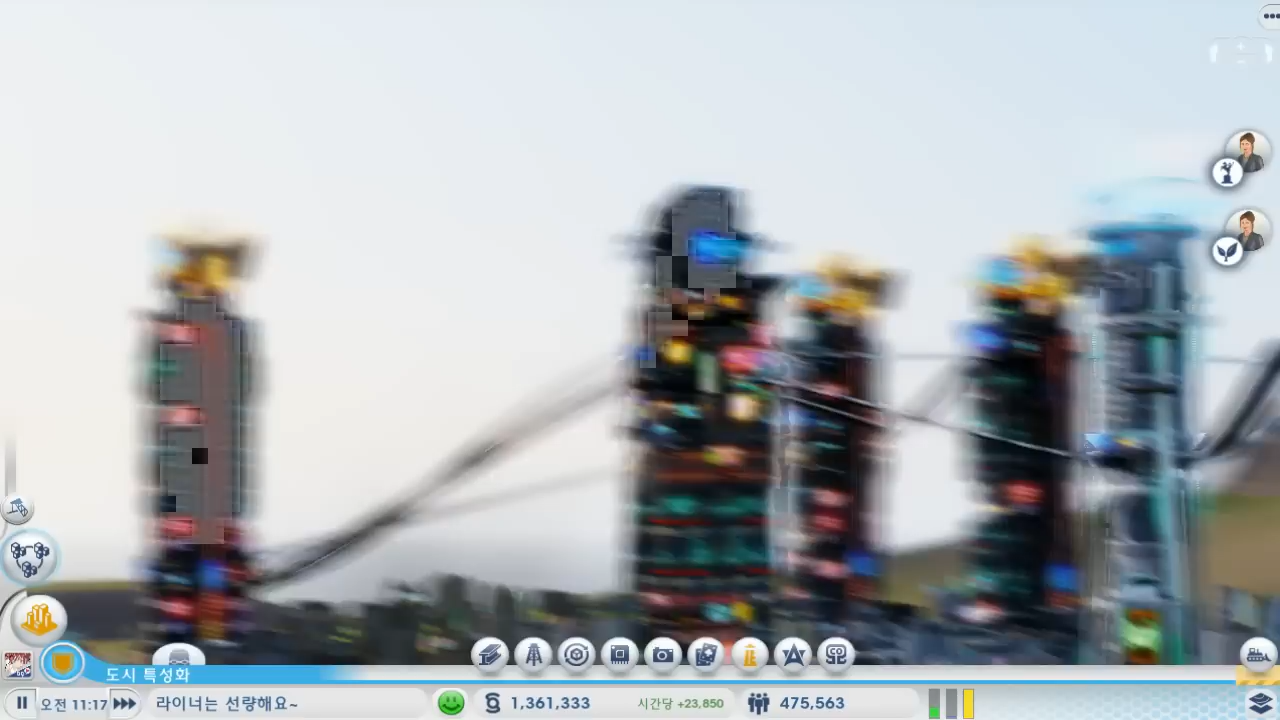 도시 특성화
오전 11:17
라이너는 선량해요~
1,361,333
시간당 +23,850
475,563